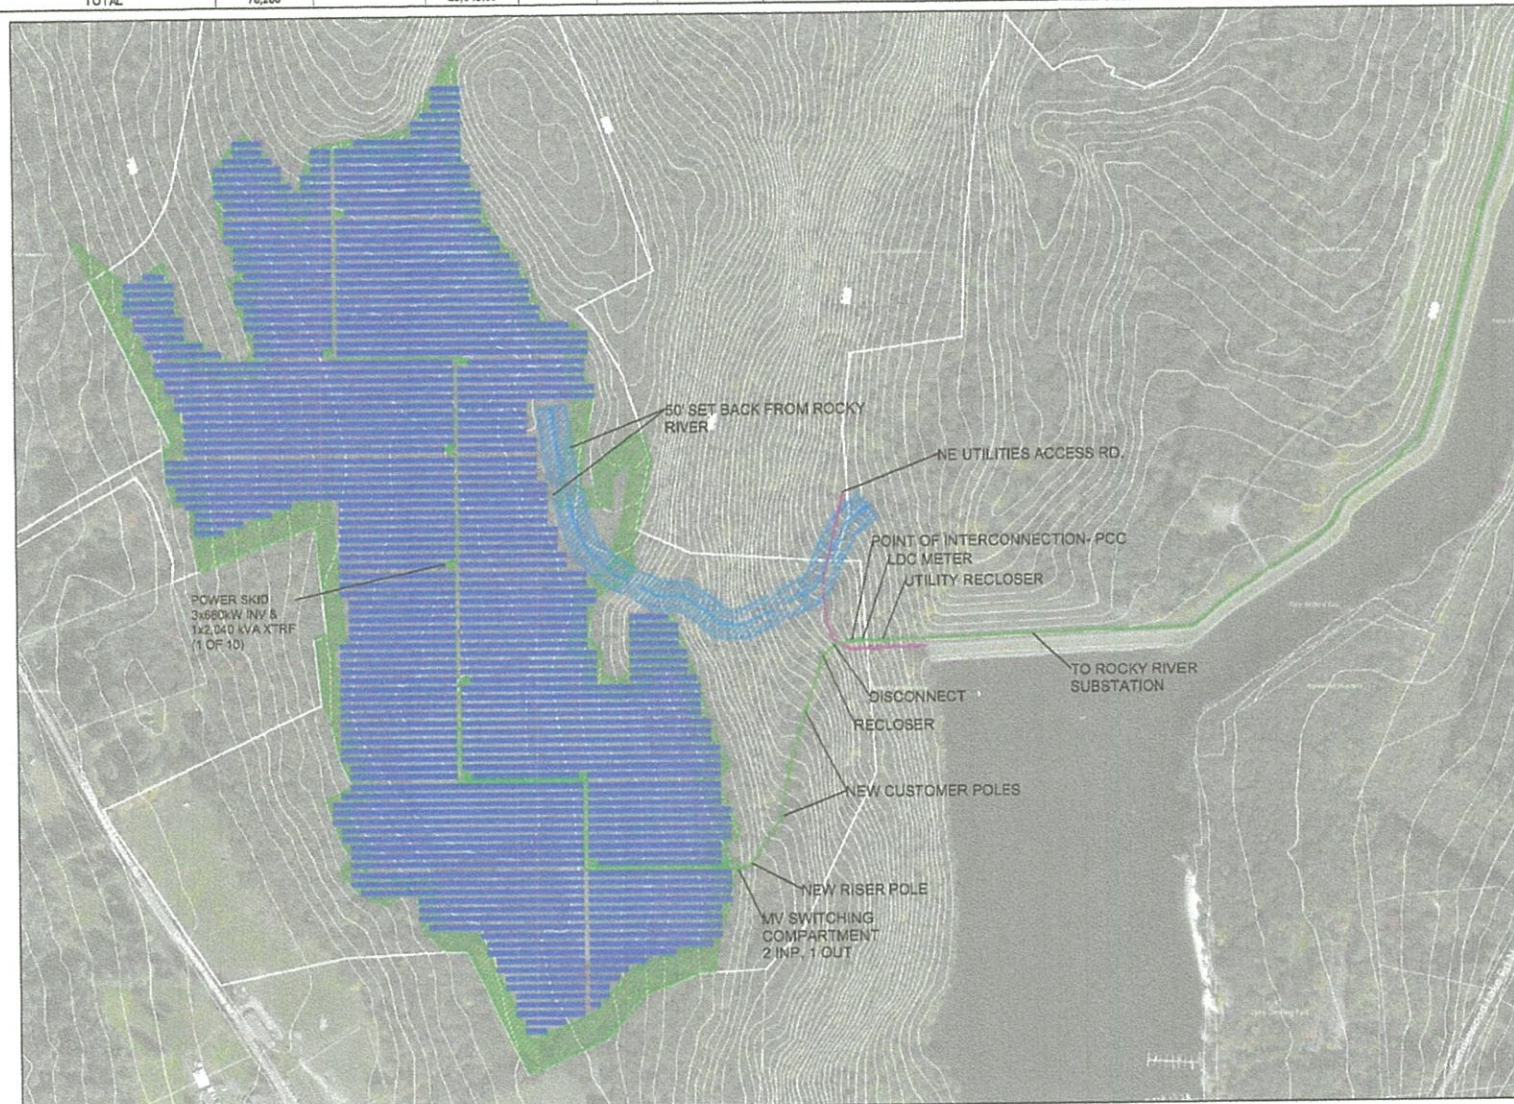 TOTAL
50' SET BACK FROM ROCKY
RIVER
NE UTILITIES ACCESS RD.
POINT OF INTERCONNECTION- PCC
LDC METER
UTILITY RECLOSER
POWER SKID
3x680kW INV &
1x2,040 kVA XTRF
(1 OF 10)
TO ROCKY RIVER
SUBSTATION
DISCONNECT
RECLOSER
NEW CUSTOMER POLES
NEW RISER POLE
MV SWITCHING
COMPARTMENT
2 INP, 1 OUT